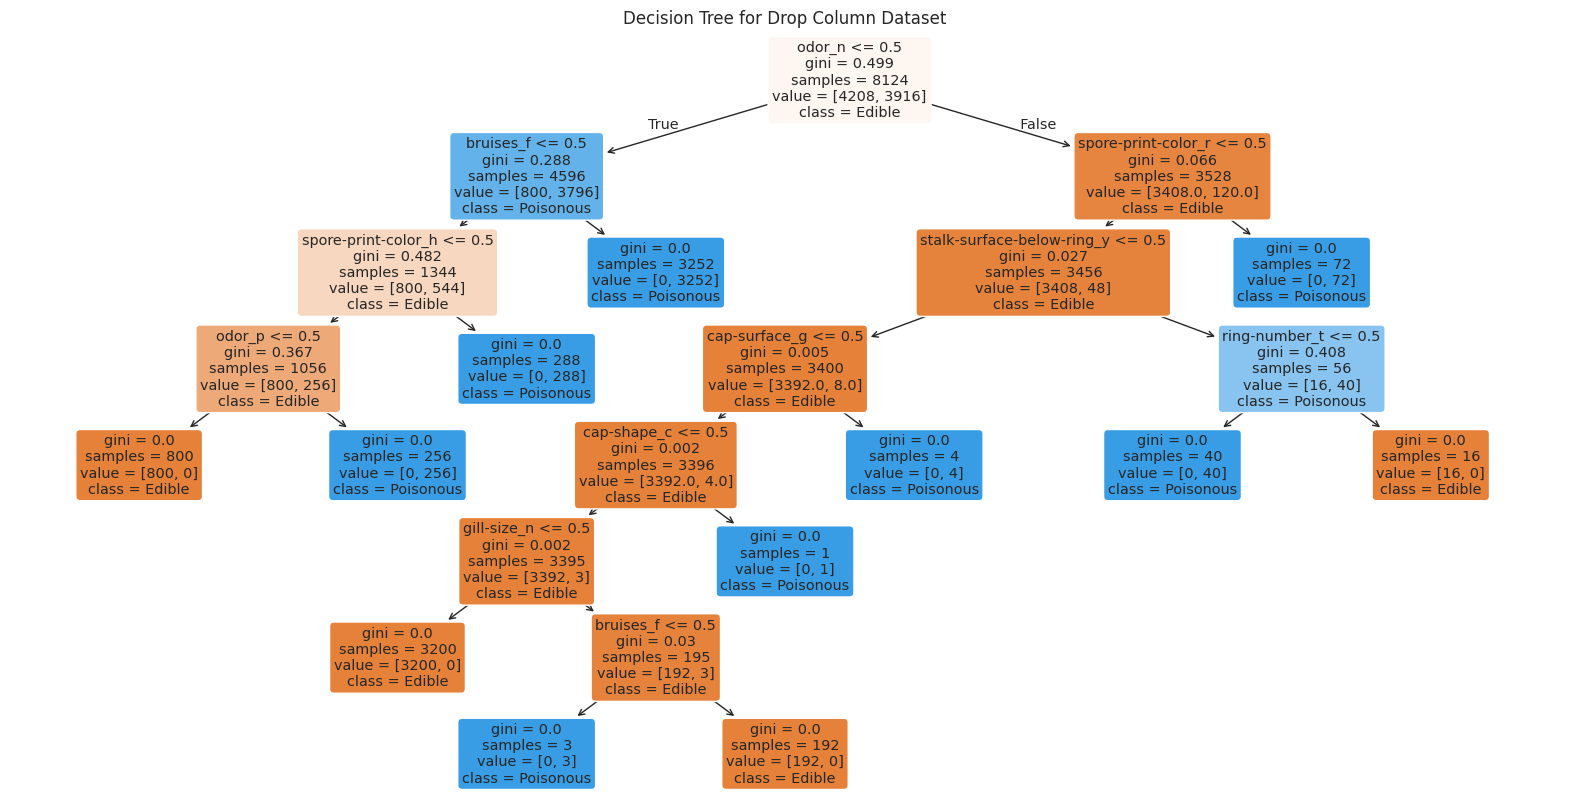 Decision Tree for Drop Column Dataset
odor_n <= 0.5
gini = 0.499
samples = 8124
value = [4208, 3916]
class = Edible
True
False
bruises_f <= 0.5
gini = 0.288
samples = 4596
value = [800, 3796]
class = Poisonous
spore-print-color_r <= 0.5
gini = 0.066
samples = 3528
value = [3408.0, 120.0]
class = Edible
spore-print-color_h <= 0.5
gini = 0.482
samples = 1344
value = [800, 544]
class = Edible
gini = 0.0
samples = 3252
value = [0, 3252]
class = Poisonous
stalk-surface-below-ring_y <= 0.5
gini = 0.027
samples = 3456
value = [3408, 48]
class = Edible
gini = 0.0
samples = 72
value = [0, 72]
class = Poisonous
odor_p <= 0.5
gini = 0.367
samples = 1056
value = [800, 256]
class = Edible
gini = 0.0
samples = 288
value = [0, 288]
class = Poisonous
cap-surface_g <= 0.5
gini = 0.005
samples = 3400
value = [3392.0, 8.0]
class = Edible
ring-number_t <= 0.5
gini = 0.408
samples = 56
value = [16, 40]
class = Poisonous
gini = 0.0
samples = 800
value = [800, 0]
class = Edible
gini = 0.0
samples = 256
value = [0, 256]
class = Poisonous
cap-shape_c <= 0.5
gini = 0.002
samples = 3396
value = [3392.0, 4.0]
class = Edible
gini = 0.0
samples = 4
value = [0, 4]
class = Poisonous
gini = 0.0
samples = 40
value = [0, 40]
class = Poisonous
gini = 0.0
samples = 16
value = [16, 0]
class = Edible
gill-size_n <= 0.5
gini = 0.002
samples = 3395
value = [3392, 3]
class = Edible
gini = 0.0
samples = 1
value = [0, 1]
class = Poisonous
gini = 0.0
samples = 3200
value = [3200, 0]
class = Edible
bruises_f <= 0.5
gini = 0.03
samples = 195
value = [192, 3]
class = Edible
gini = 0.0
samples = 3
value = [0, 3]
class = Poisonous
gini = 0.0
samples = 192
value = [192, 0]
class = Edible